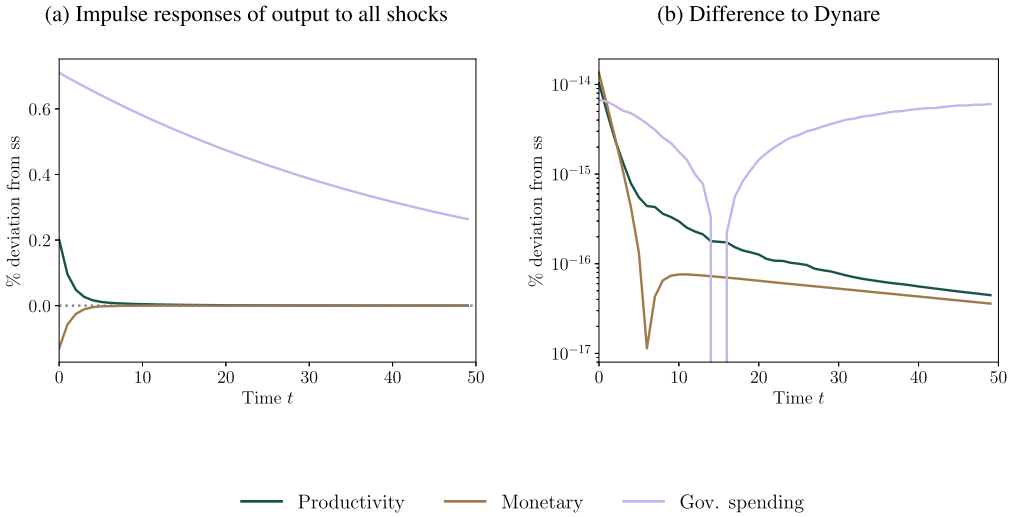 (a) Impulse responses of output to all shocks
(b) Difference to Dynare
% deviation from ss
0.6
0.4
0.2
0.0
0 10 20 30 40 50
Time t
% deviation from ss
10⁻¹⁴
10⁻¹⁵
10⁻¹⁶
10⁻¹⁷
0 10 20 30 40 50
Time t
Productivity Monetary Gov. spending